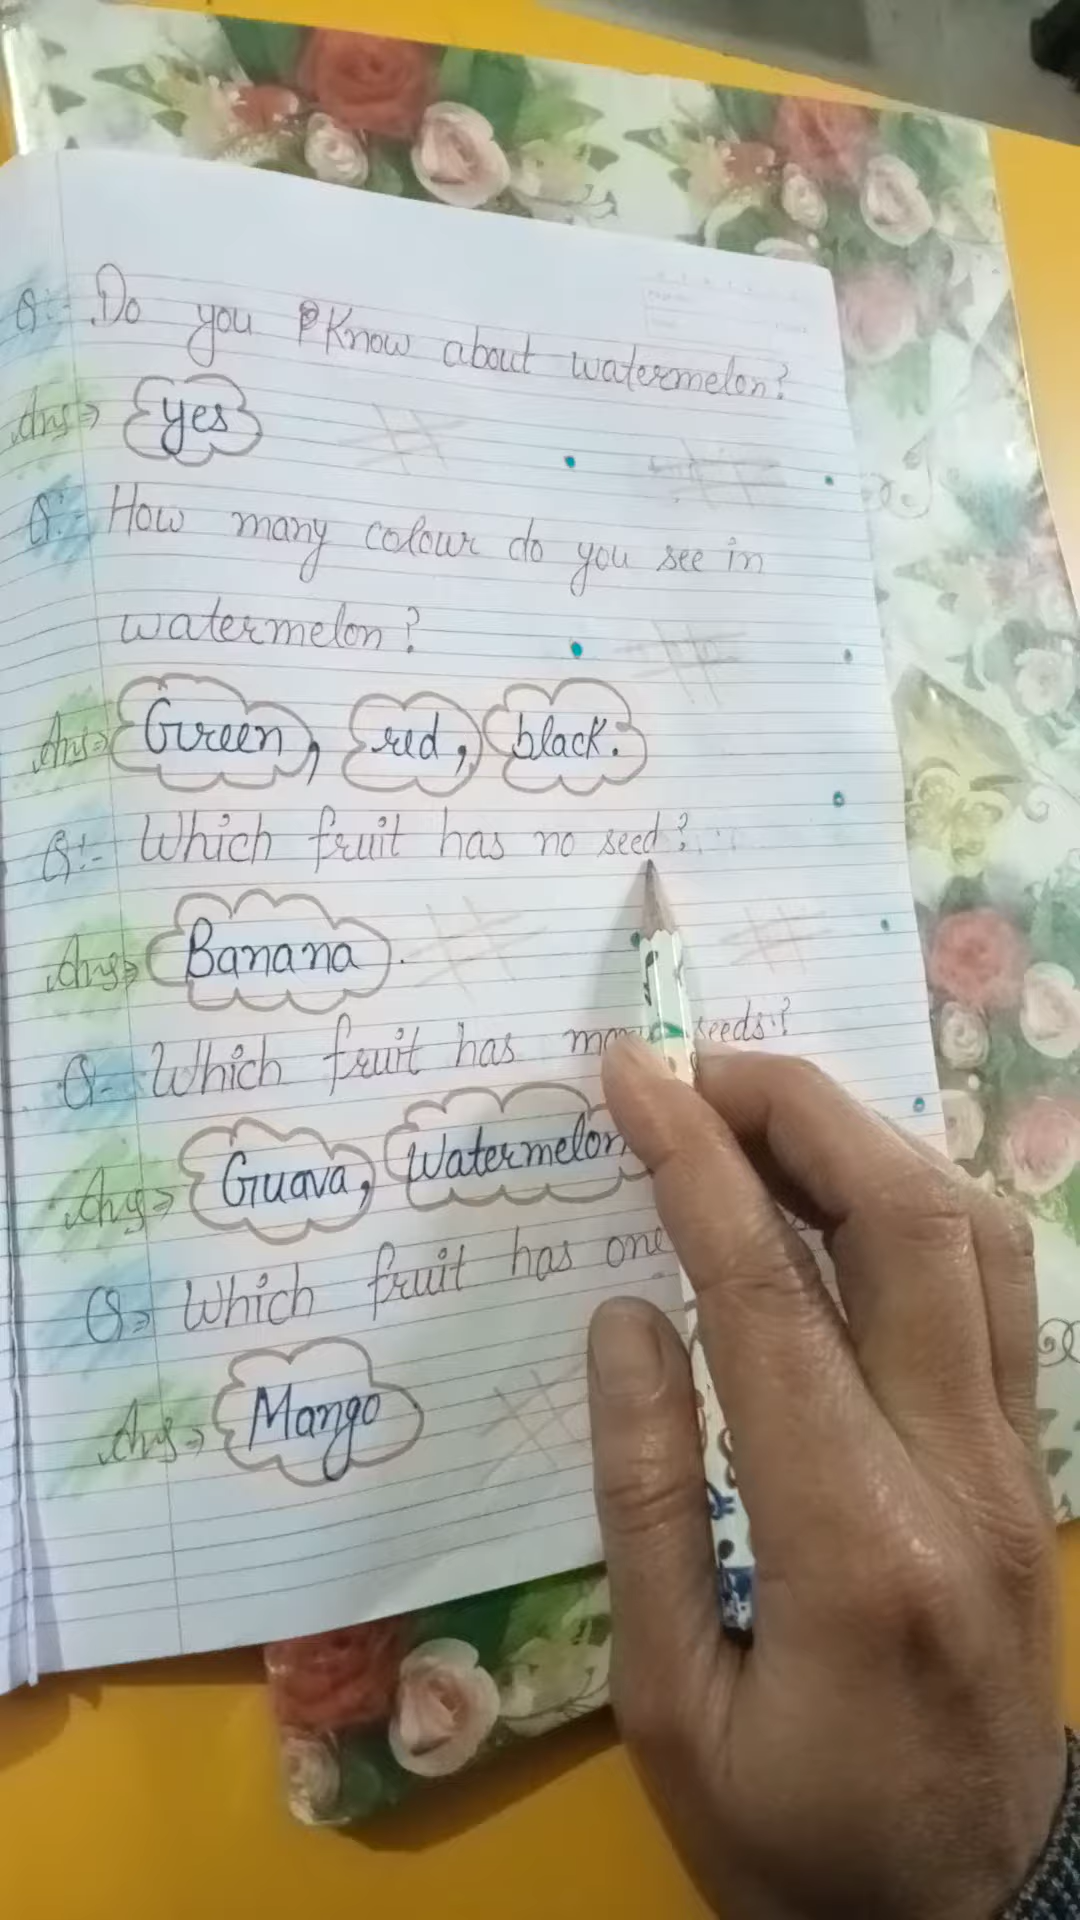 Q:- Do you Know about watermelon?
Ans⇒ yes
Q:- How many colour do you see in
watermelon?
Ans⇒ Green, red, black.
Q:- Which fruit has no seed?
Ans⇒ Banana.
Q- Which fruit has seeds?
Ans⇒ Guava, Watermelon
Q⇒ Which fruit has one
Ans⇒ Mango